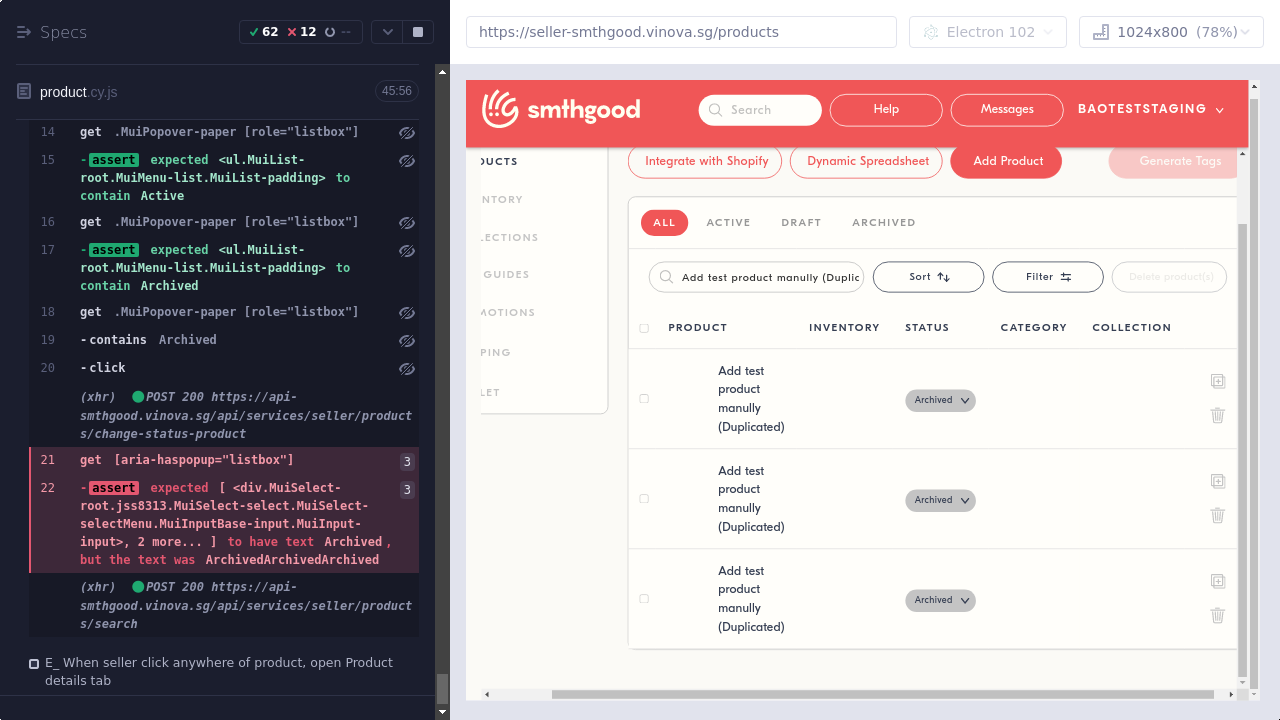 Specs
62
12
--
https://seller-smthgood.vinova.sg/products
Electron 102
1024x800 (78%)
product.cy.js
45:56
14 get .MuiPopover-paper [role="listbox"]
15 -assert expected <ul.MuiList-
root.MuiMenu-list.MuiList-padding> to
contain Active
16 get .MuiPopover-paper [role="listbox"]
17 -assert expected <ul.MuiList-
root.MuiMenu-list.MuiList-padding> to
contain Archived
18 get .MuiPopover-paper [role="listbox"]
19 -contains Archived
20 -click
(xhr) POST 200 https://api-
smthgood.vinova.sg/api/services/seller/product
s/change-status-product
21 get [aria-haspopup="listbox"] 3
22 -assert expected [ <div.MuiSelect- 3
root.jss8313.MuiSelect-select.MuiSelect-
selectMenu.MuiInputBase-input.MuiInput-
input>, 2 more... ] to have text Archived,
but the text was ArchivedArchivedArchived
(xhr) POST 200 https://api-
smthgood.vinova.sg/api/services/seller/product
s/search
E_ When seller click anywhere of product, open Product
details tab
smthgood
Search
Help
Messages
BAOTESTSTAGING
DUCTS
NTORY
LECTIONS
GUIDES
MOTIONS
PING
LET
Integrate with Shopify
Dynamic Spreadsheet
Add Product
Generate Tags
ALL ACTIVE DRAFT ARCHIVED
Add test product manully (Duplic
Sort
Filter
Delete product(s)
PRODUCT INVENTORY STATUS CATEGORY COLLECTION
Add test
product
manully
(Duplicated)
Archived
Add test
product
manully
(Duplicated)
Archived
Add test
product
manully
(Duplicated)
Archived